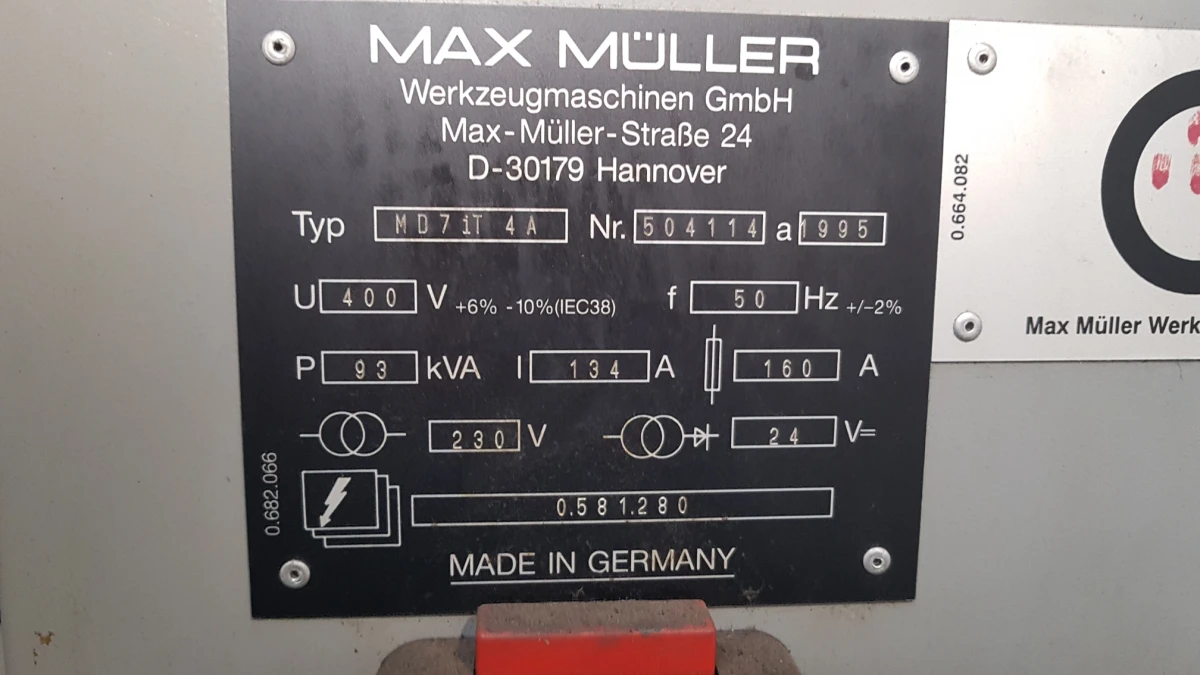 MAX MÜLLER
Werkzeugmaschinen GmbH
Max-Müller-Straße 24
D-30179 Hannover
Typ MD7iT 4A Nr. 504114 a 1995
U 400 V +6% -10%(IEC38) f 50 Hz +/-2%
P 93 kVA I 134 A 160 A
230 V 24 V=
0.581.280
0.682.066
MADE IN GERMANY
0.664.082
Max Müller Werk